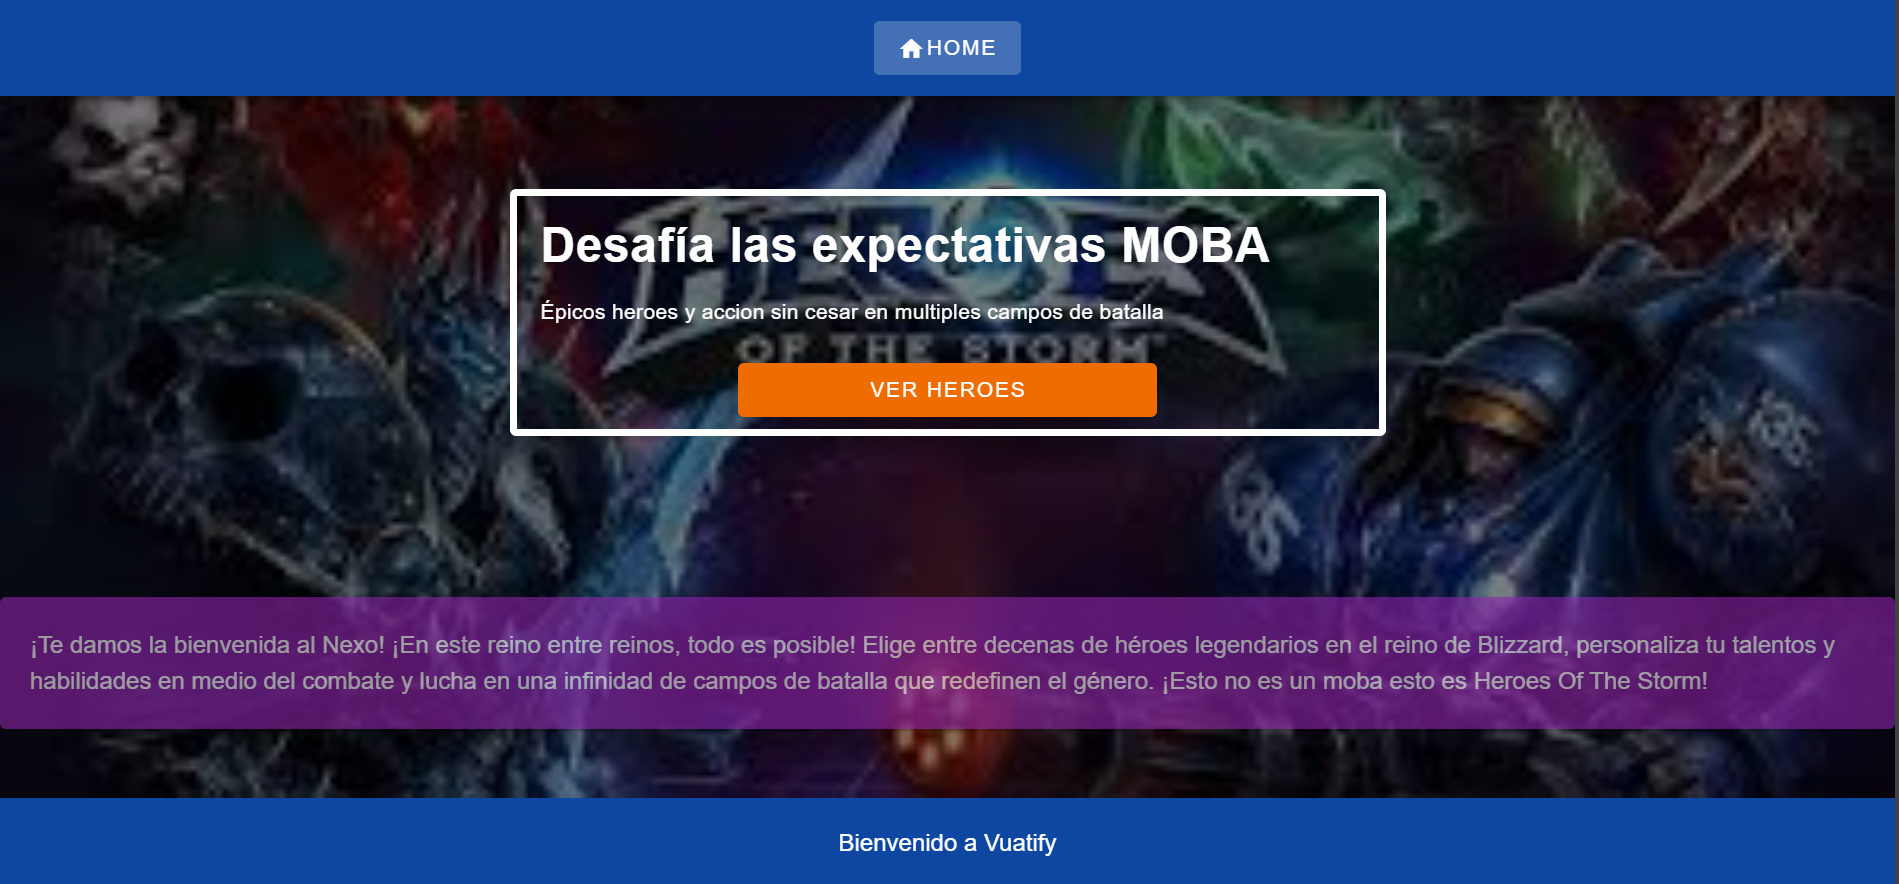 HOME
Desafía las expectativas MOBA
Épicos heroes y accion sin cesar en multiples campos de batalla
OF THE STORM
VER HEROES
¡Te damos la bienvenida al Nexo! ¡En este reino entre reinos, todo es posible! Elige entre decenas de héroes legendarios en el reino de Blizzard, personaliza tu talentos y
habilidades en medio del combate y lucha en una infinidad de campos de batalla que redefinen el género. ¡Esto no es un moba esto es Heroes Of The Storm!
Bienvenido a Vuatify